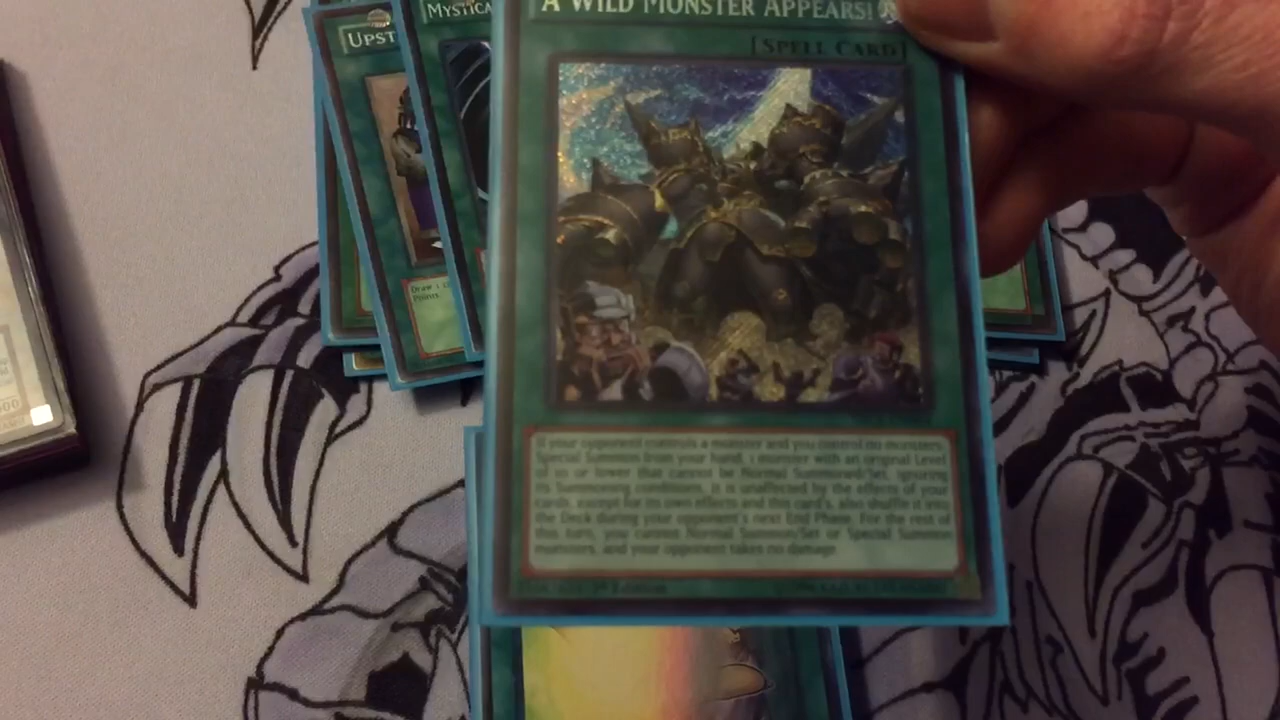 A WILD MONSTER APPEARS!
[SPELL CARD]
UPST
MYSTICA
Draw 1 c
Points.
If your opponent controls a monster and you control no monsters,
Special Summon from your hand, 1 monster with an original Level
of 10 or lower that cannot be Normal Summoned/Set, ignoring
its Summoning conditions. It is unaffected by the effects of your
cards, except for its own effects and this card's, also shuffle it into
the Deck during your opponent's next End Phase. For the rest of
this turn, you cannot Normal Summon/Set or Special Summon
monsters, and your opponent takes no damage.
Edition